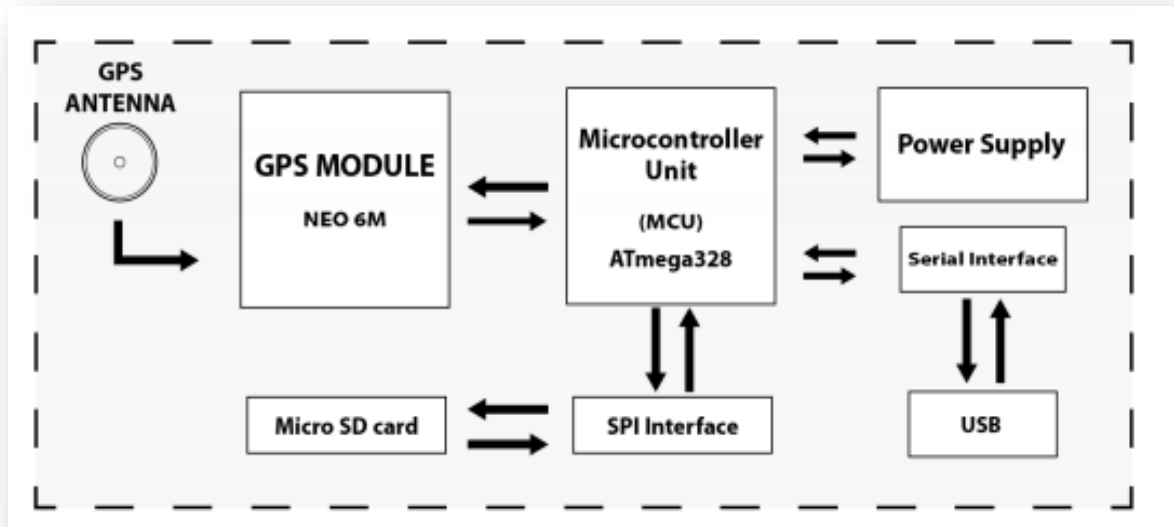 GPS
ANTENNA
GPS MODULE
NEO 6M
Microcontroller
Unit
(MCU)
ATmega328
Power Supply
Serial Interface
Micro SD card
SPI Interface
USB